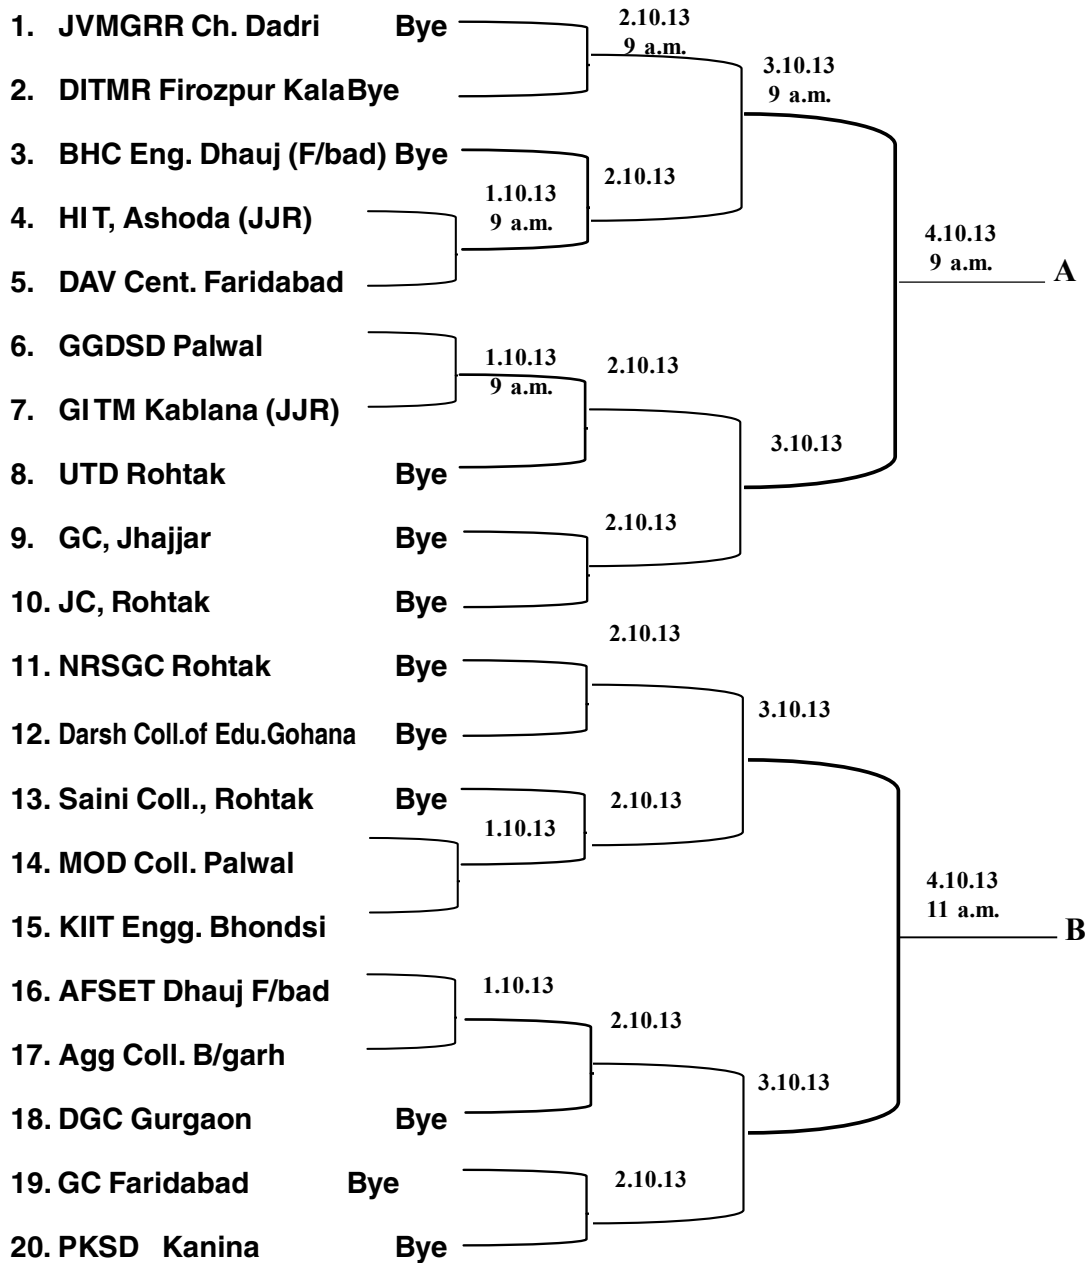 1. JVMGRR Ch. Dadri Bye
2. DITMR Firozpur Kala Bye
3. BHC Eng. Dhauj (F/bad) Bye
4. HIT, Ashoda (JJR)
5. DAV Cent. Faridabad
6. GGDSD Palwal
7. GITM Kablana (JJR)
8. UTD Rohtak Bye
9. GC, Jhajjar Bye
10. JC, Rohtak Bye
11. NRSGC Rohtak Bye
12. Darsh Coll.of Edu.Gohana Bye
13. Saini Coll., Rohtak Bye
14. MOD Coll. Palwal
15. KIIT Engg. Bhondsi
16. AFSET Dhauj F/bad
17. Agg Coll. B/garh
18. DGC Gurgaon Bye
19. GC Faridabad Bye
20. PKSD Kanina Bye
1.10.13
9 a.m.
1.10.13
9 a.m.
1.10.13
1.10.13
2.10.13
9 a.m.
2.10.13
2.10.13
2.10.13
2.10.13
2.10.13
2.10.13
2.10.13
3.10.13
9 a.m.
3.10.13
3.10.13
3.10.13
4.10.13
9 a.m.
A
4.10.13
11 a.m.
B